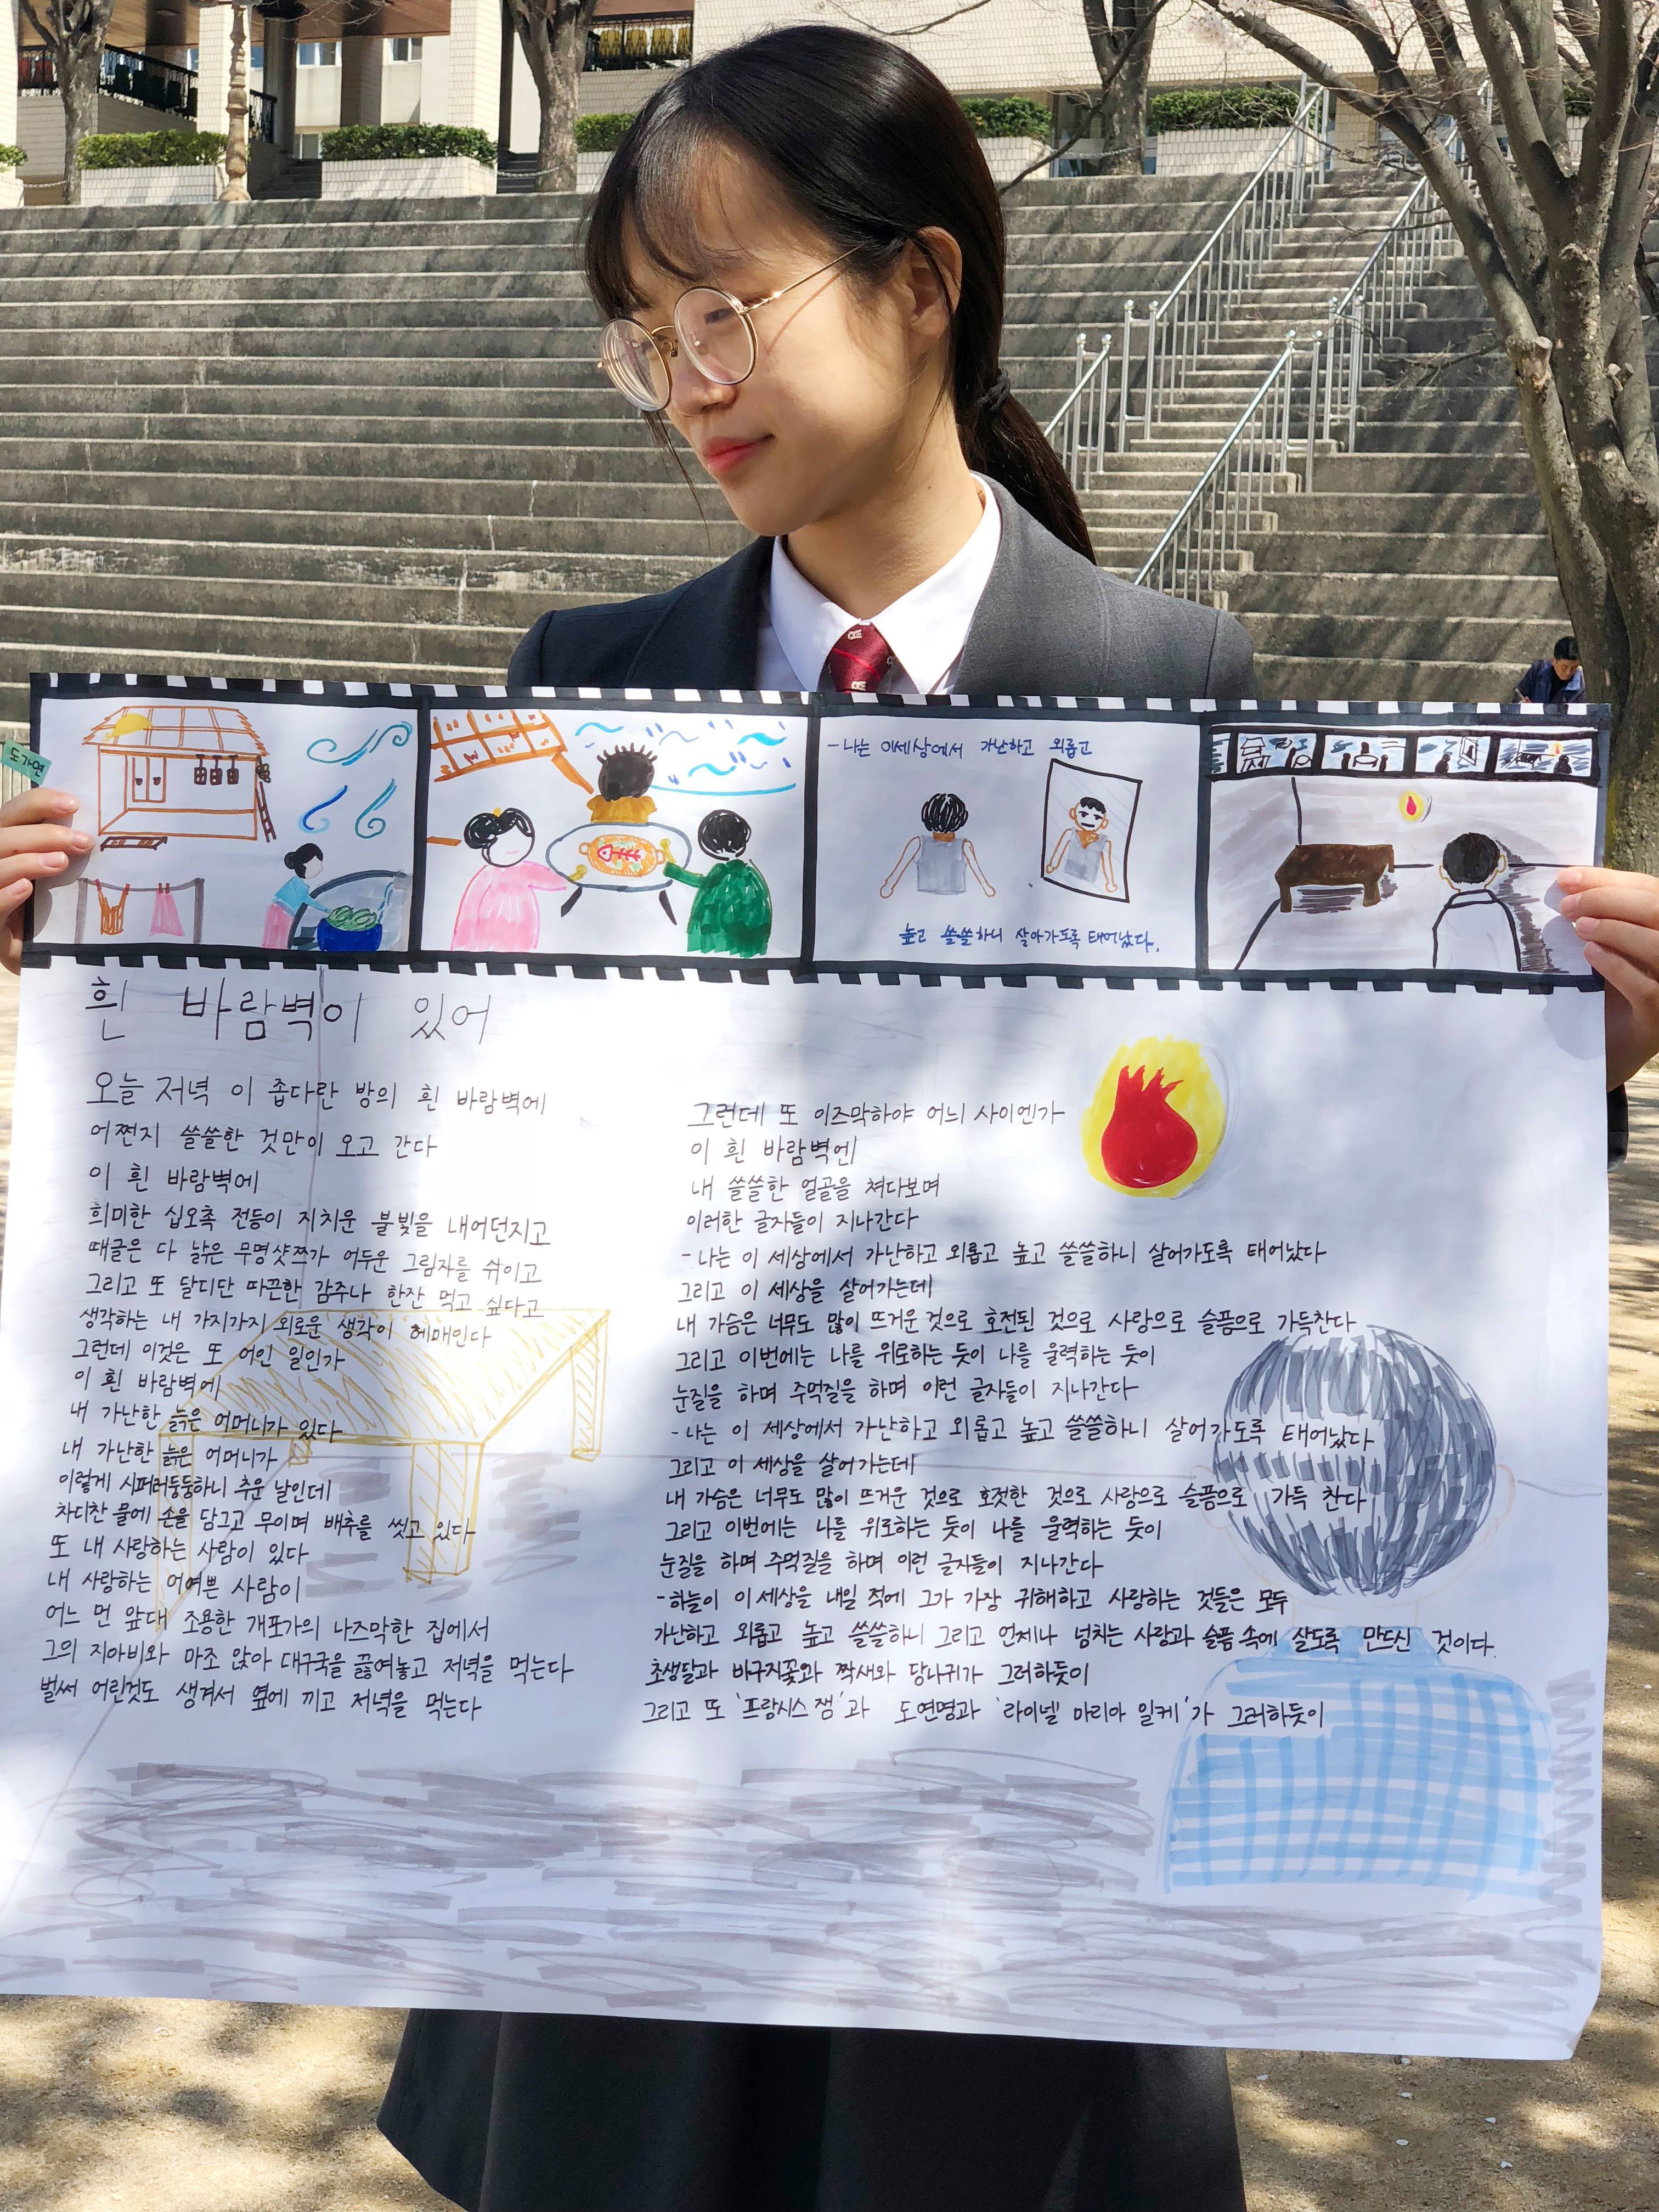 도가연
-나는 이세상에서 가난하고 외롭고
높고 쓸쓸하니 살아가도록 태어났다.
흰 바람벽이 있어
오늘 저녁 이 좁다란 방의 흰 바람벽에
어쩐지 쓸쓸한 것만이 오고 간다
이 흰 바람벽에
희미한 십오촉 전등이 지치운 불빛을 내어던지고
때글은 다 낡은 무명샷쯔가 어두운 그림자를 쉬이고
그리고 또 달디단 따끈한 감주나 한잔 먹고 싶다고
생각하는 내 가지가지 외로운 생각이 헤매인다
그런데 이것은 또 어인 일인가
이 흰 바람벽에
내 가난한 늙은 어머니가 있다
내 가난한 늙은 어머니가
이렇게 시퍼러둥둥하니 추운 날인데
차디찬 물에 손을 담그고 무이며 배추를 씻고 있다
또 내 사랑하는 사람이 있다
내 사랑하는 어여쁜 사람이
어느 먼 앞대 조용한 개포가의 나즈막한 집에서
그의 지아비와 마조 앉아 대구국을 끓여놓고 저녁을 먹는다
벌써 어린것도 생겨서 옆에 끼고 저녁을 먹는다
그런데 또 이즈막하야 어늬 사이엔가
이 흰 바람벽엔
내 쓸쓸한 얼골을 쳐다보며
이러한 글자들이 지나간다
-나는 이 세상에서 가난하고 외롭고 높고 쓸쓸하니 살어가도록 태어났다
그리고 이 세상을 살어가는데
내 가슴은 너무도 많이 뜨거운 것으로 호전된 것으로 사랑으로 슬픔으로 가득찬다
그리고 이번에는 나를 위로하는 듯이 나를 울력하는 듯이
눈질을 하며 주먹질을 하며 이런 글자들이 지나간다
-나는 이 세상에서 가난하고 외롭고 높고 쓸쓸하니 살어가도록 태어났다
그리고 이 세상을 살어가는데
내 가슴은 너무도 많이 뜨거운 것으로 호젓한 것으로 사랑으로 슬픔으로 가득 찬다
그리고 이번에는 나를 위로하는 듯이 나를 울력하는 듯이
눈질을 하며 주먹질을 하며 이런 글자들이 지나간다
-하늘이 이 세상을 내일 적에 그가 가장 귀해하고 사랑하는 것들은 모두
가난하고 외롭고 높고 쓸쓸하니 그리고 언제나 넘치는 사랑과 슬픔 속에 살도록 만드신 것이다.
초생달과 바구지꽃과 짝새와 당나귀가 그러하듯이
그리고 또 '프랑시스 잼'과 도연명과 '라이넬 마리아 일케'가 그러하듯이